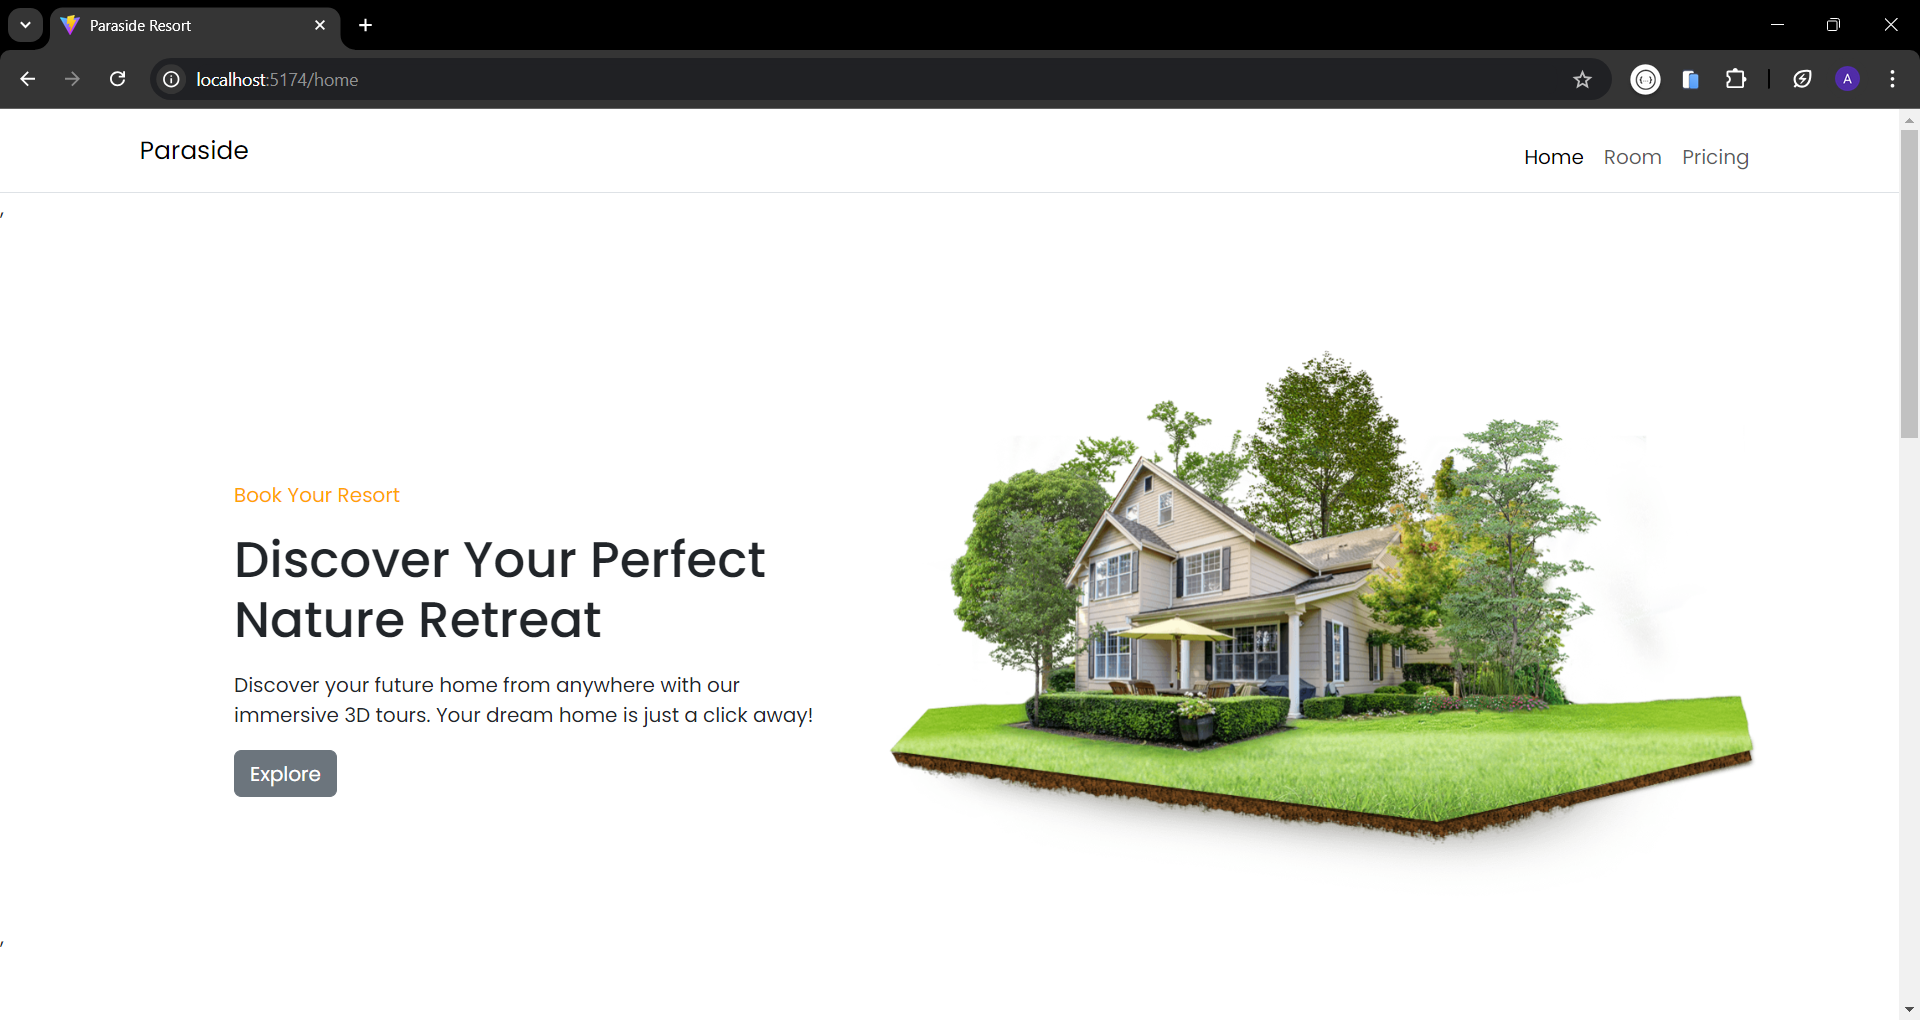 Paraside Resort
localhost:5174/home
A
Paraside
Home Room Pricing
,
Book Your Resort
Discover Your Perfect
Nature Retreat
Discover your future home from anywhere with our
immersive 3D tours. Your dream home is just a click away!
Explore
,